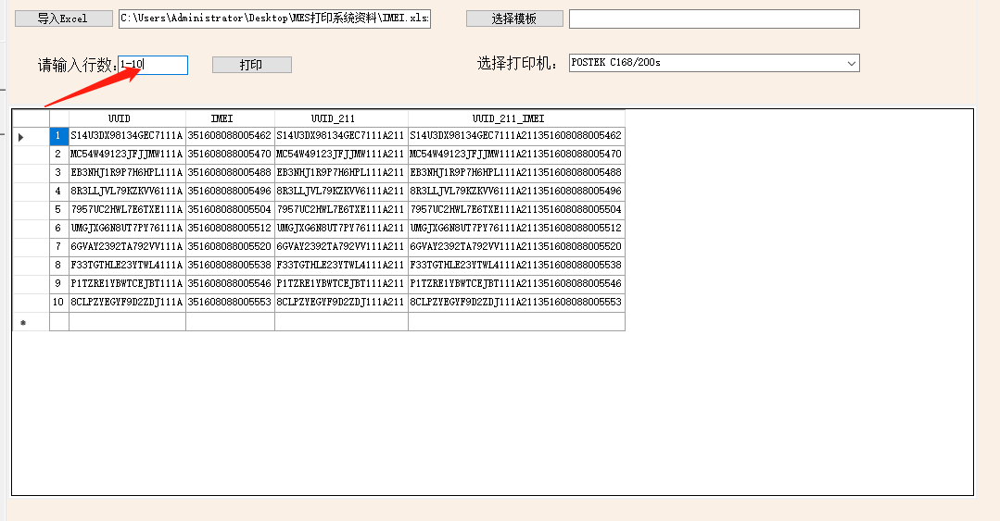 导入Excel C:\Users\Administrator\Desktop\MES打印系统资料\IMEI.xls 选择模板
请输入行数: 1-10 打印 选择打印机: POSTEK C168/200s
UUID IMEI UUID_211 UUID_211_IMEI
1 S14U3DX98134GEC7111A 351608088005462 S14U3DX98134GEC7111A211 S14U3DX98134GEC7111A211351608088005462
2 MC54W49123JFJJMW111A 351608088005470 MC54W49123JFJJMW111A211 MC54W49123JFJJMW111A211351608088005470
3 EB3NHJ1R9P7H6HPL111A 351608088005488 EB3NHJ1R9P7H6HPL111A211 EB3NHJ1R9P7H6HPL111A211351608088005488
4 8R3LLJVL79KZKVV6111A 351608088005496 8R3LLJVL79KZKVV6111A211 8R3LLJVL79KZKVV6111A211351608088005496
5 7957UC2HWL7E6TXE111A 351608088005504 7957UC2HWL7E6TXE111A211 7957UC2HWL7E6TXE111A211351608088005504
6 UMGJXG6N8UT7PY76111A 351608088005512 UMGJXG6N8UT7PY76111A211 UMGJXG6N8UT7PY76111A211351608088005512
7 6GVAY2392TA792VV111A 351608088005520 6GVAY2392TA792VV111A211 6GVAY2392TA792VV111A211351608088005520
8 F33TGTHLE23YTWL4111A 351608088005538 F33TGTHLE23YTWL4111A211 F33TGTHLE23YTWL4111A211351608088005538
9 P1TZRE1YBWTCEJBT111A 351608088005546 P1TZRE1YBWTCEJBT111A211 P1TZRE1YBWTCEJBT111A211351608088005546
10 8CLPZYEGYF9D2ZDJ111A 351608088005553 8CLPZYEGYF9D2ZDJ111A211 8CLPZYEGYF9D2ZDJ111A211351608088005553